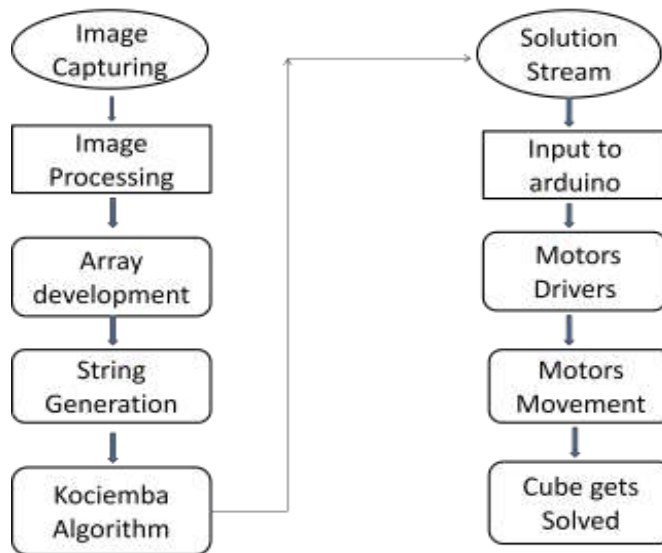 Image
Capturing
Image
Processing
Array
development
String
Generation
Kociemba
Algorithm
Solution
Stream
Input to
arduino
Motors
Drivers
Motors
Movement
Cube gets
Solved